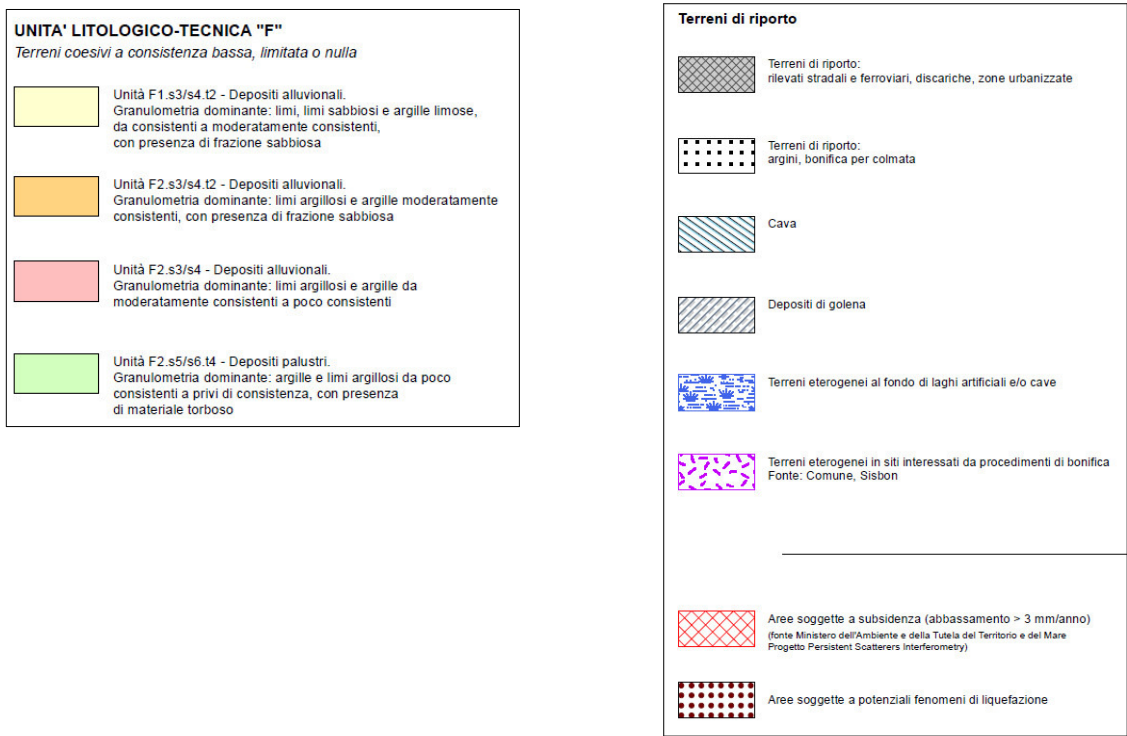 UNITA' LITOLOGICO-TECNICA "F"
Terreni coesivi a consistenza bassa, limitata o nulla
Unità F1.s3/s4.t2 - Depositi alluvionali.
Granulometria dominante: limi, limi sabbiosi e argille limose,
da consistenti a moderatamente consistenti,
con presenza di frazione sabbiosa
Unità F2.s3/s4.t2 - Depositi alluvionali.
Granulometria dominante: limi argillosi e argille moderatamente
consistenti, con presenza di frazione sabbiosa
Unità F2.s3/s4 - Depositi alluvionali.
Granulometria dominante: limi argillosi e argille da
moderatamente consistenti a poco consistenti
Unità F2.s5/s6.t4 - Depositi palustri.
Granulometria dominante: argille e limi argillosi da poco
consistenti a privi di consistenza, con presenza
di materiale torboso
Terreni di riporto
Terreni di riporto:
rilevati stradali e ferroviari, discariche, zone urbanizzate
Terreni di riporto:
argini, bonifica per colmata
Cava
Depositi di golena
Terreni eterogenei al fondo di laghi artificiali e/o cave
Terreni eterogenei in siti interessati da procedimenti di bonifica
Fonte: Comune, Sisbon
Aree soggette a subsidenza (abbassamento > 3 mm/anno)
(fonte Ministero dell'Ambiente e della Tutela del Territorio e del Mare
Progetto Persistent Scatterers Interferometry)
Aree soggette a potenziali fenomeni di liquefazione